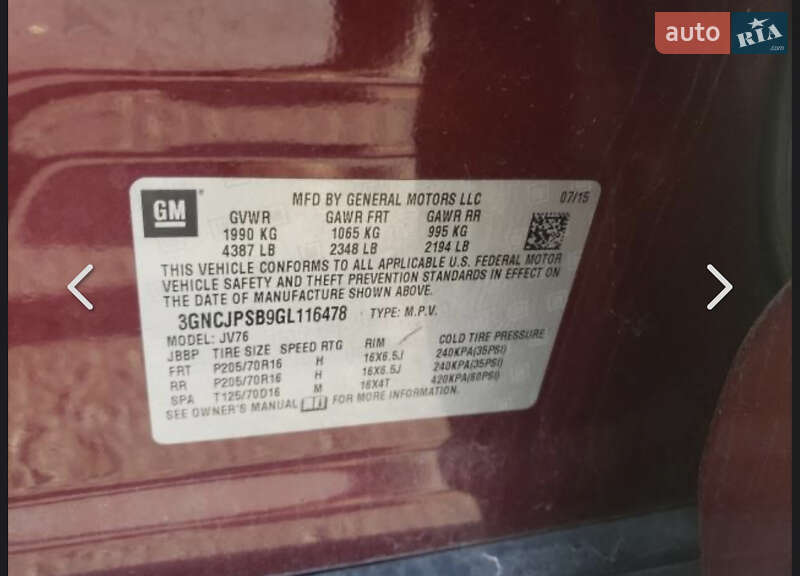 auto RIA .com
GM
MFD BY GENERAL MOTORS LLC 07/15
GVWR GAWR FRT GAWR RR
1990 KG 1065 KG 995 KG
4387 LB 2348 LB 2194 LB
THIS VEHICLE CONFORMS TO ALL APPLICABLE U.S. FEDERAL MOTOR
VEHICLE SAFETY AND THEFT PREVENTION STANDARDS IN EFFECT ON
THE DATE OF MANUFACTURE SHOWN ABOVE.
3GNCJPSB9GL116478 TYPE: M.P.V.
MODEL: JV76
JBBP TIRE SIZE SPEED RTG RIM COLD TIRE PRESSURE
FRT P205/70R16 H 16X6.5J 240KPA(35PSI)
RR P205/70R16 H 16X6.5J 240KPA(35PSI)
SPA T125/70D16 M 16X4T 420KPA(60PSI)
SEE OWNER'S MANUAL FOR MORE INFORMATION.